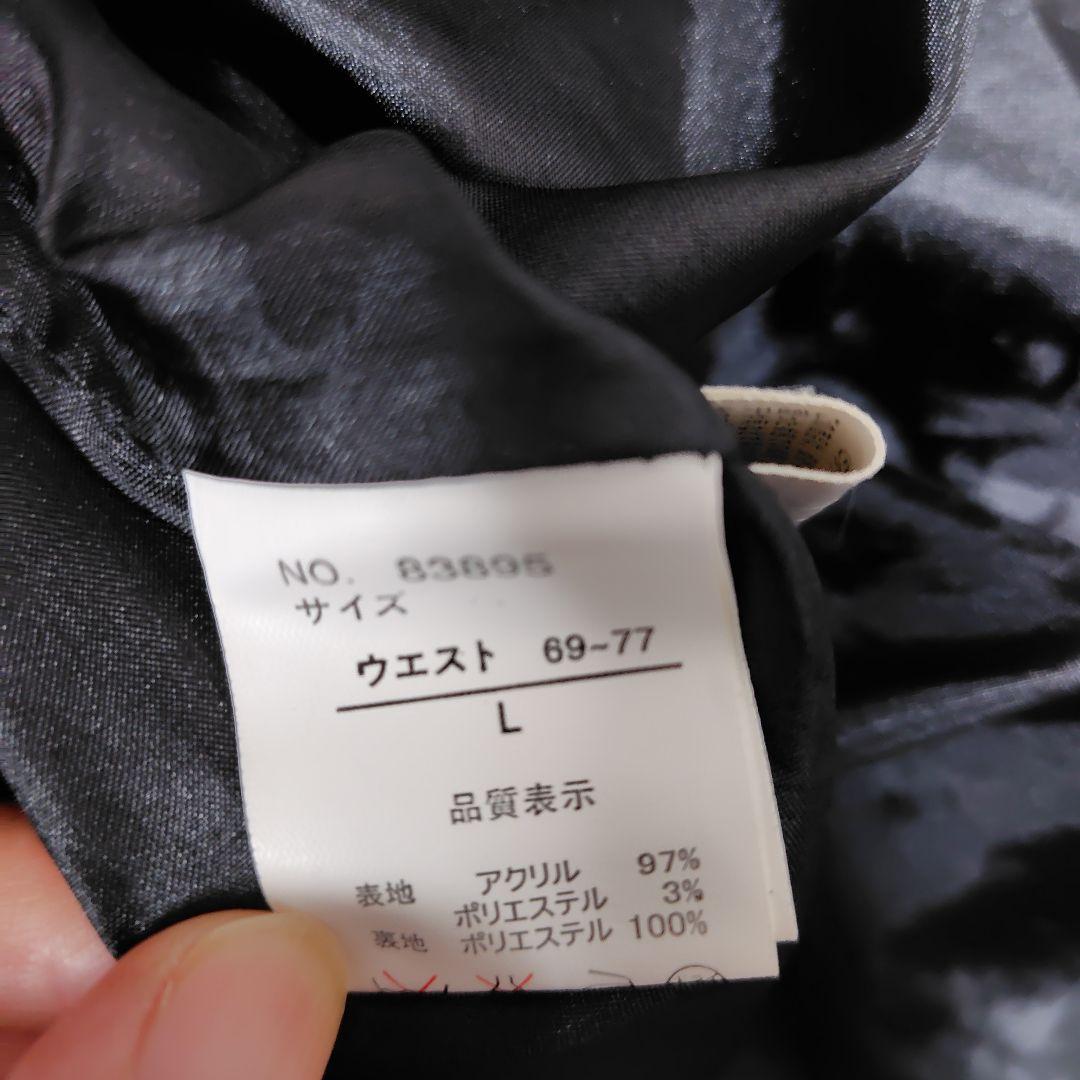 NO. 83895
サイズ
ウエスト 69~77
L
品質表示
表地 アクリル 97%
ポリエステル 3%
裏地 ポリエステル 100%